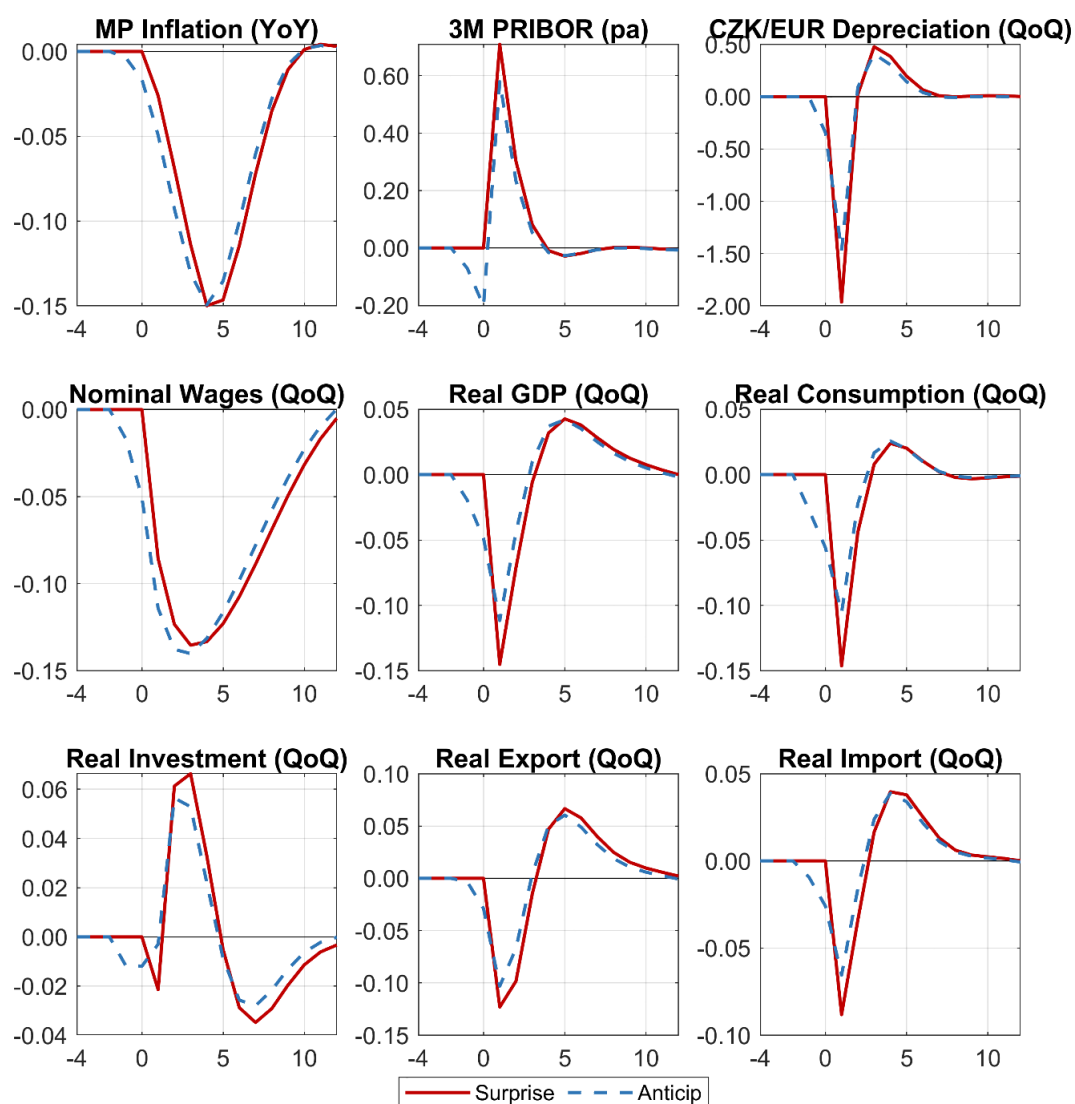 MP Inflation (YoY)
0.00
-0.05
-0.10
-0.15
-4 0 5 10
3M PRIBOR (pa)
0.60
0.40
0.20
0.00
-0.20
-4 0 5 10
CZK/EUR Depreciation (QoQ)
0.50
0.00
-0.50
-1.00
-1.50
-2.00
-4 0 5 10
Nominal Wages (QoQ)
0.00
-0.05
-0.10
-0.15
-4 0 5 10
Real GDP (QoQ)
0.05
0.00
-0.05
-0.10
-0.15
-4 0 5 10
Real Consumption (QoQ)
0.05
0.00
-0.05
-0.10
-0.15
-4 0 5 10
Real Investment (QoQ)
0.06
0.04
0.02
0.00
-0.02
-0.04
-4 0 5 10
Real Export (QoQ)
0.10
0.05
0.00
-0.05
-0.10
-0.15
-4 0 5 10
Real Import (QoQ)
0.05
0.00
-0.05
-0.10
-4 0 5 10
Surprise Anticip